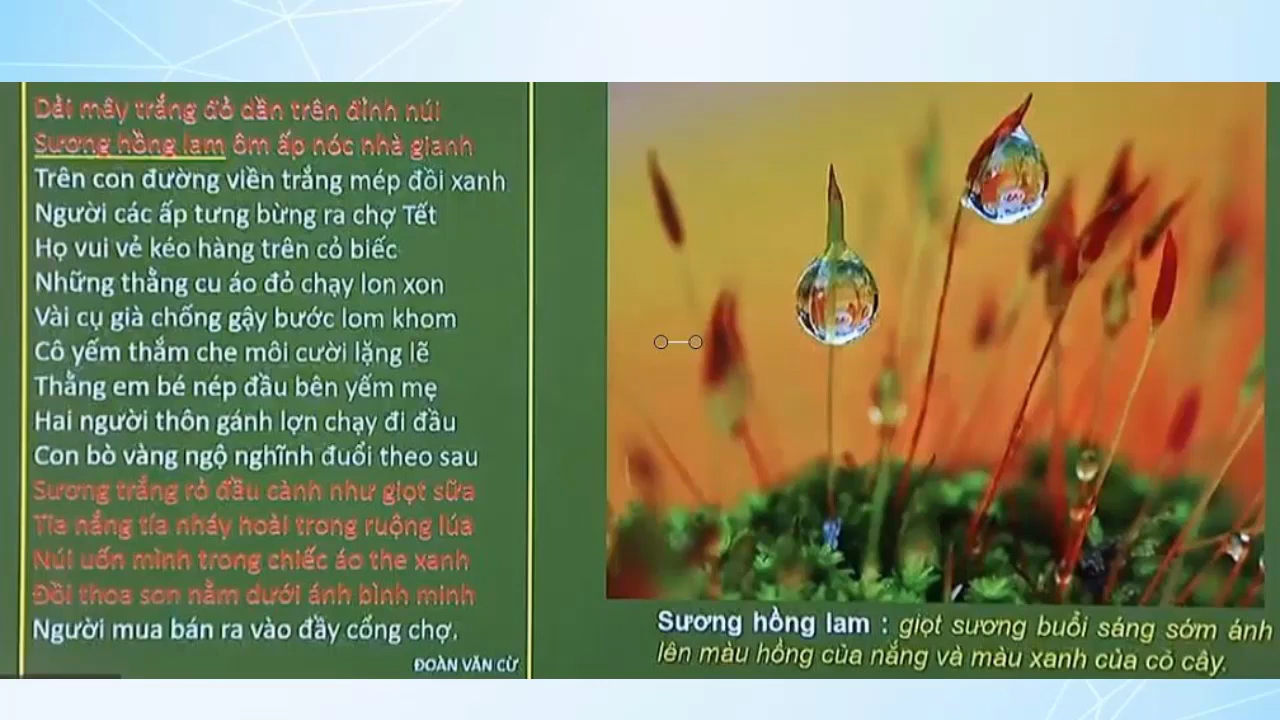 Dải mây trắng đỏ dần trên đỉnh núi
Sương hồng lam ôm ấp nóc nhà gianh
Trên con đường viền trắng mép đồi xanh
Người các ấp tưng bừng ra chợ Tết
Họ vui vẻ kéo hàng trên cỏ biếc
Những thằng cu áo đỏ chạy lon xon
Vài cụ già chống gậy bước lom khom
Cô yếm thắm che môi cười lặng lẽ
Thằng em bé nép đầu bên yếm mẹ
Hai người thôn gánh lợn chạy đi đầu
Con bò vàng ngộ nghĩnh đuổi theo sau
Sương trắng rỏ đầu cành như giọt sữa
Tia nắng tía nháy hoài trong ruộng lúa
Núi uốn mình trong chiếc áo the xanh
Đồi thoa son nằm dưới ánh bình minh
Người mua bán ra vào đầy cổng chợ.
ĐOÀN VĂN CỪ
Sương hồng lam : giọt sương buổi sáng sớm ánh
lên màu hồng của nắng và màu xanh của cỏ cây.